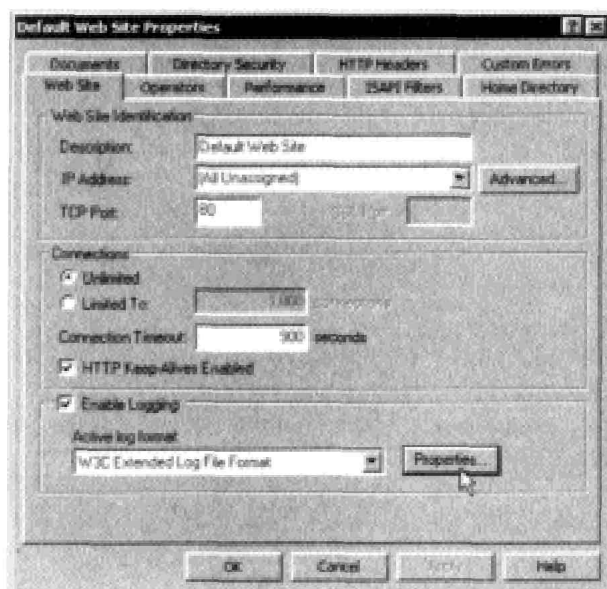 Default Web Site Properties
Documents Directory Security HTTP Headers Custom Errors
Web Site Operators Performance ISAPI Filters Home Directory
Web Site Identification
Description: Default Web Site
IP Address: (All Unassigned) Advanced...
TCP Port: 80
Connections
Unlimited
Limited To: 1,000 connections
Connection Timeout: 900 seconds
HTTP Keep-Alives Enabled
Enable Logging
Active log format
W3C Extended Log File Format Properties...
OK Cancel Apply Help